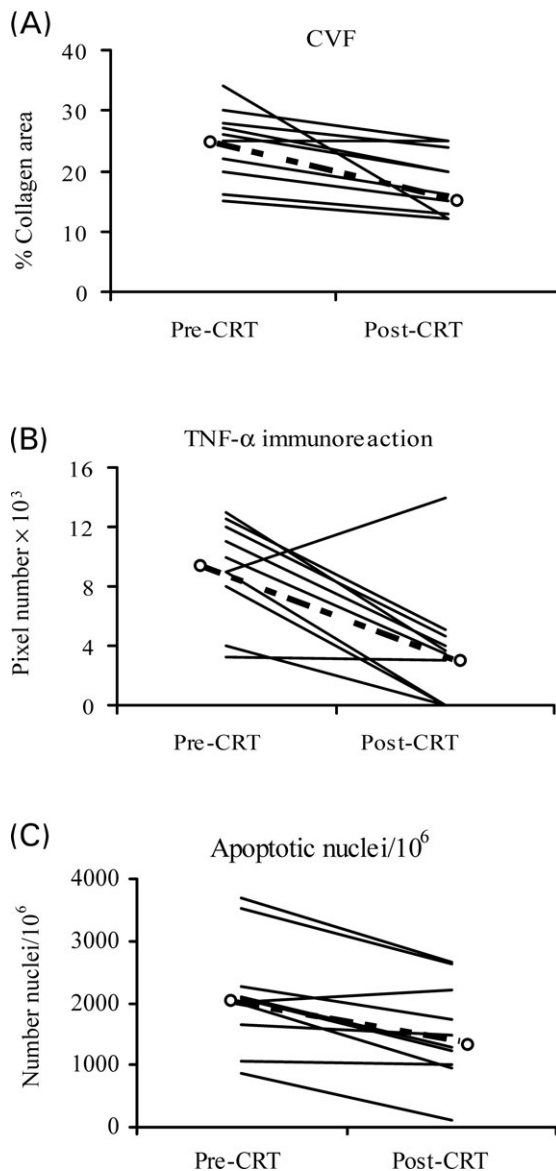 (A)
CVF
% Collagen area
40
30
20
10
0
Pre-CRT Post-CRT
(B)
TNF-α immunoreaction
Pixel number × 10³
16
12
8
4
0
Pre-CRT Post-CRT
(C)
Apoptotic nuclei/10⁶
Number nuclei/10⁶
4000
3000
2000
1000
0
Pre-CRT Post-CRT